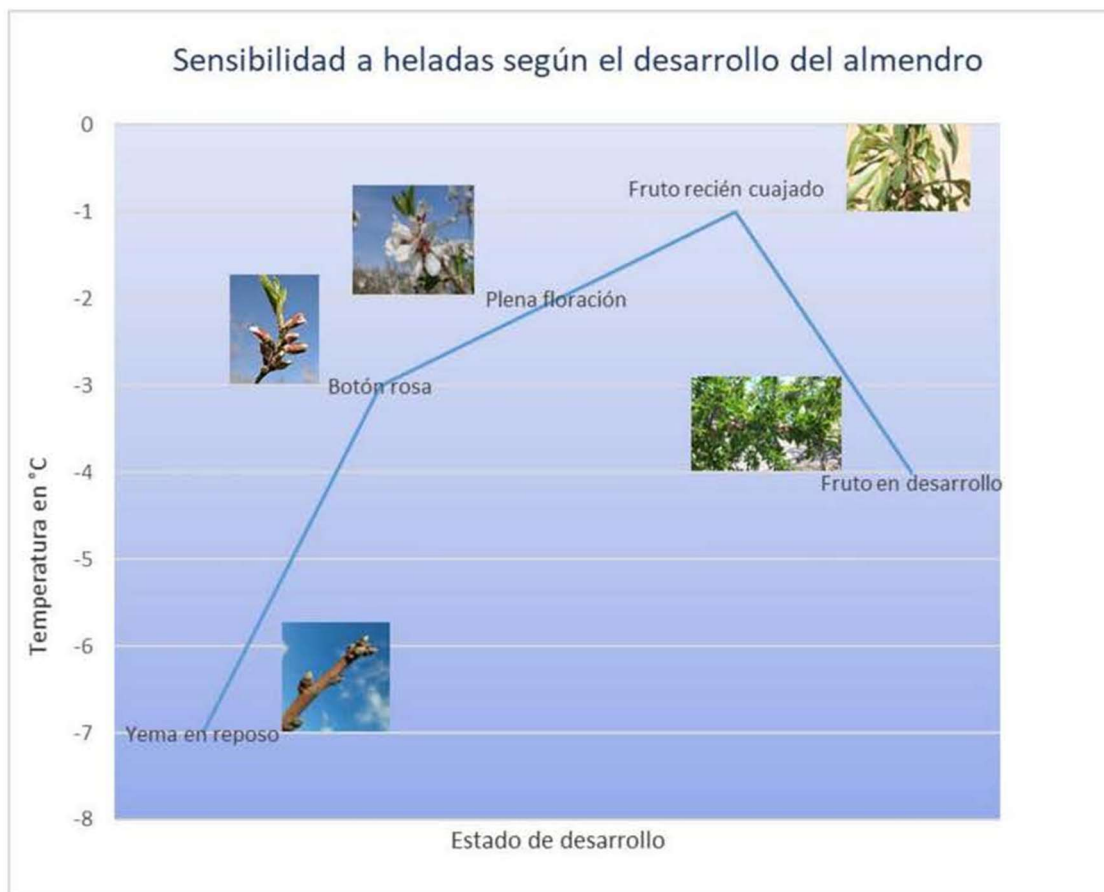 Sensibilidad a heladas según el desarrollo del almendro
0
Fruto recién cuajado
-1
-2
Plena floración
-3
Botón rosa
-4
Fruto en desarrollo
-5
-6
-7
Yema en reposo
-8
Temperatura en °C
Estado de desarrollo